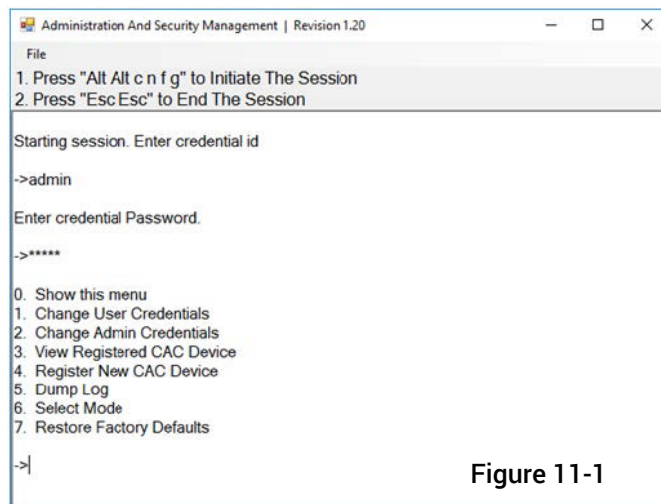 Administration And Security Management | Revision 1.20
File
1. Press "Alt Alt c n f g" to Initiate The Session
2. Press "Esc Esc" to End The Session
Starting session. Enter credential id
->admin
Enter credential Password.
->*****
0. Show this menu
1. Change User Credentials
2. Change Admin Credentials
3. View Registered CAC Device
4. Register New CAC Device
5. Dump Log
6. Select Mode
7. Restore Factory Defaults
->
Figure 11-1